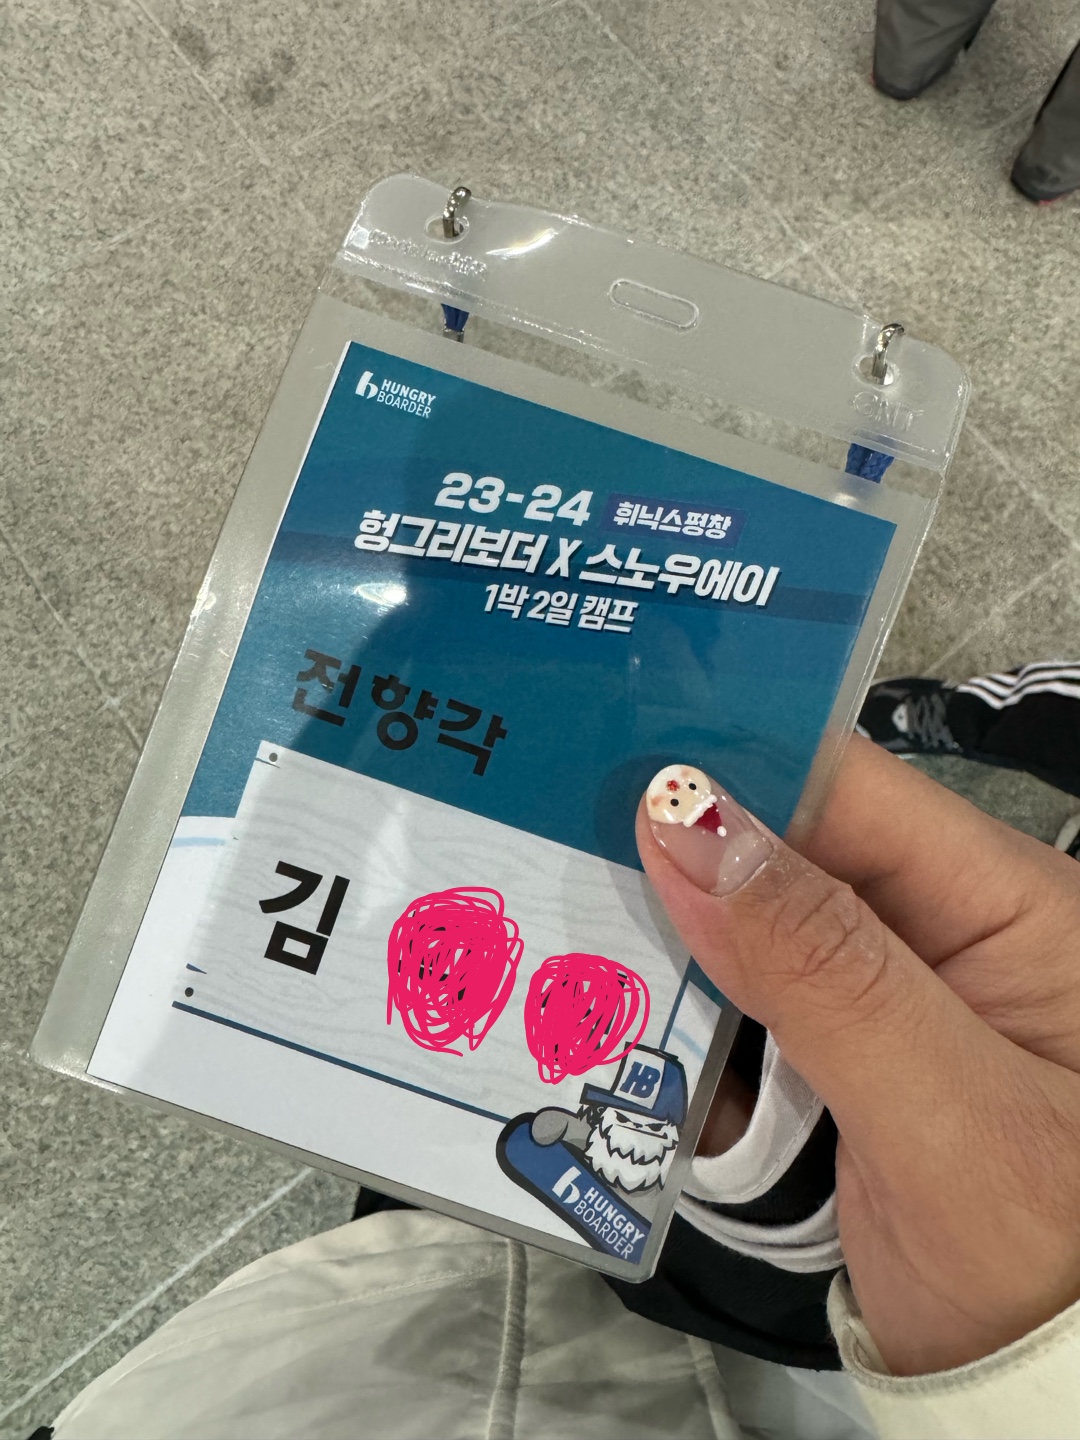 HUNGRY
BOARDER
23-24 휘닉스평창
헝그리보더 X 스노우에이
1박 2일 캠프
전향각
김
HB
HUNGRY
BOARDER